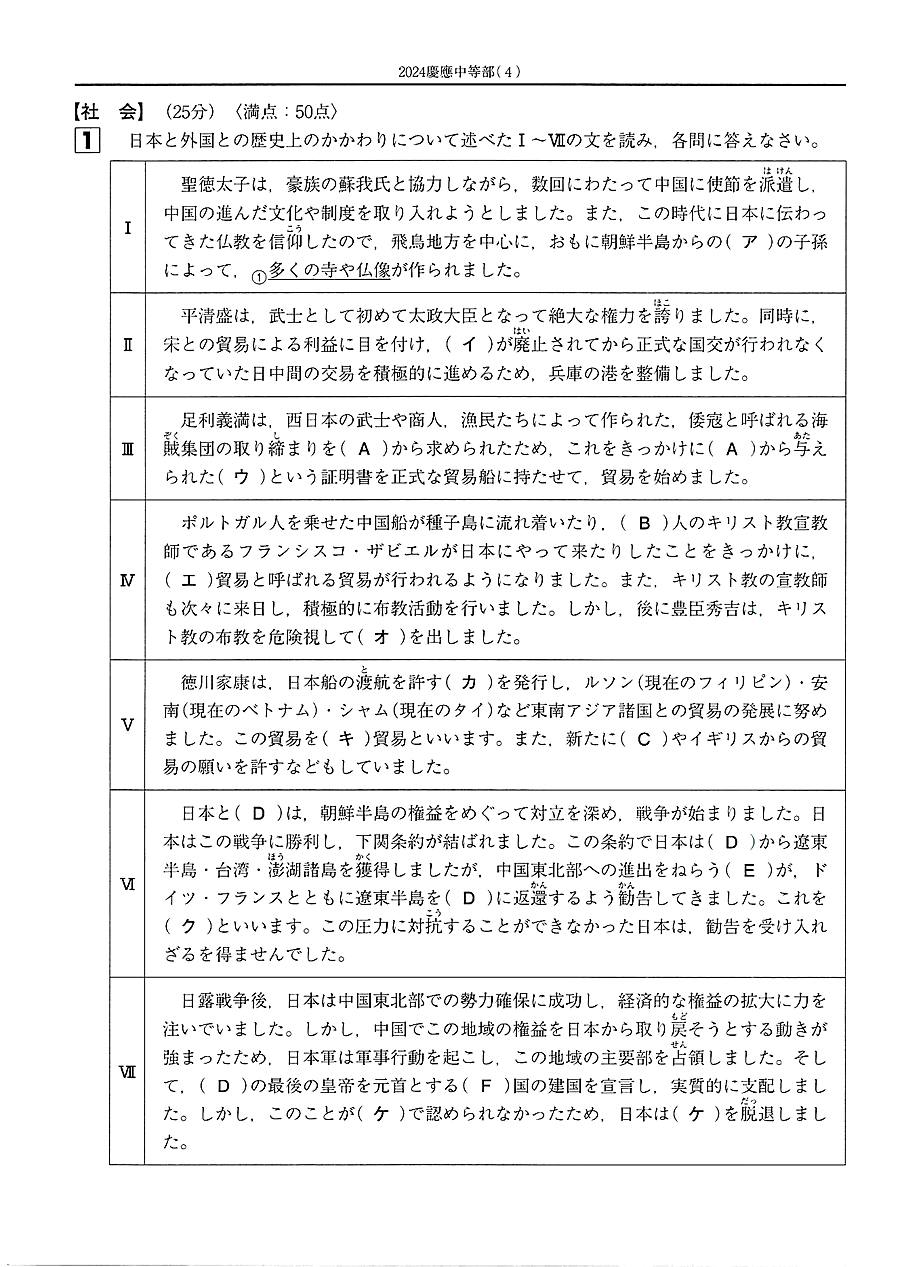 2024慶應中等部(4)
【社　会】（25分）〈満点：50点〉
1　日本と外国との歴史上のかかわりについて述べたⅠ～Ⅶの文を読み，各問に答えなさい。
Ⅰ
聖徳太子は，豪族の蘇我氏と協力しながら，数回にわたって中国に使節を派遣し，
中国の進んだ文化や制度を取り入れようとしました。また，この時代に日本に伝わっ
てきた仏教を信仰したので，飛鳥地方を中心に，おもに朝鮮半島からの( ア )の子孫
によって，①多くの寺や仏像が作られました。
Ⅱ
平清盛は，武士として初めて太政大臣となって絶大な権力を誇りました。同時に，
宋との貿易による利益に目を付け，( イ )が廃止されてから正式な国交が行われなく
なっていた日中間の交易を積極的に進めるため，兵庫の港を整備しました。
Ⅲ
足利義満は，西日本の武士や商人，漁民たちによって作られた，倭寇と呼ばれる海
賊集団の取り締まりを( A )から求められたため，これをきっかけに( A )から与え
られた( ウ )という証明書を正式な貿易船に持たせて，貿易を始めました。
Ⅳ
ポルトガル人を乗せた中国船が種子島に流れ着いたり，( B )人のキリスト教宣教
師であるフランシスコ・ザビエルが日本にやって来たりしたことをきっかけに，
( エ )貿易と呼ばれる貿易が行われるようになりました。また，キリスト教の宣教師
も次々に来日し，積極的に布教活動を行いました。しかし，後に豊臣秀吉は，キリス
ト教の布教を危険視して( オ )を出しました。
Ⅴ
徳川家康は，日本船の渡航を許す( カ )を発行し，ルソン(現在のフィリピン)・安
南(現在のベトナム)・シャム(現在のタイ)など東南アジア諸国との貿易の発展に努め
ました。この貿易を( キ )貿易といいます。また，新たに( C )やイギリスからの貿
易の願いを許すなどもしていました。
Ⅵ
日本と( D )は，朝鮮半島の権益をめぐって対立を深め，戦争が始まりました。日
本はこの戦争に勝利し，下関条約が結ばれました。この条約で日本は( D )から遼東
半島・台湾・澎湖諸島を獲得しましたが，中国東北部への進出をねらう( E )が，ド
イツ・フランスとともに遼東半島を( D )に返還するよう勧告してきました。これを
( ク )といいます。この圧力に対抗することができなかった日本は，勧告を受け入れ
ざるを得ませんでした。
Ⅶ
日露戦争後，日本は中国東北部での勢力確保に成功し，経済的な権益の拡大に力を
注いでいました。しかし，中国でこの地域の権益を日本から取り戻そうとする動きが
強まったため，日本軍は軍事行動を起こし，この地域の主要部を占領しました。そし
て，( D )の最後の皇帝を元首とする( F )国の建国を宣言し，実質的に支配しまし
た。しかし，このことが( ケ )で認められなかったため，日本は( ケ )を脱退しまし
た。